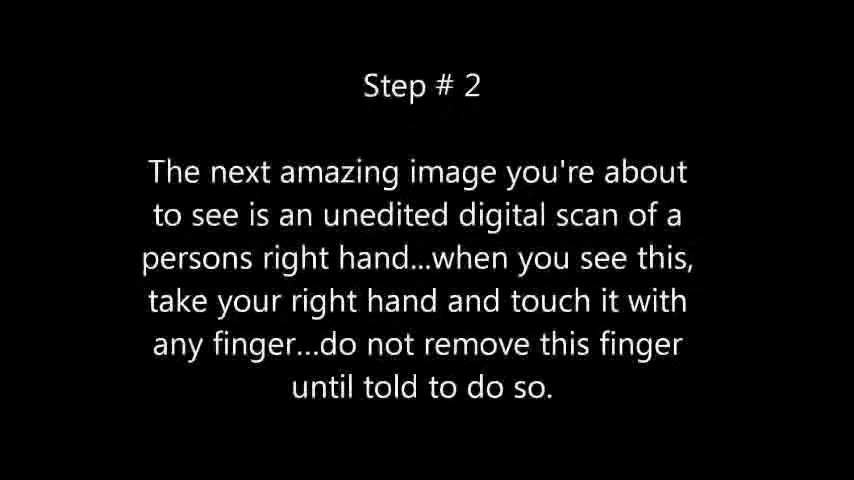 Step # 2
The next amazing image you're about
to see is an unedited digital scan of a
persons right hand...when you see this,
take your right hand and touch it with
any finger...do not remove this finger
until told to do so.